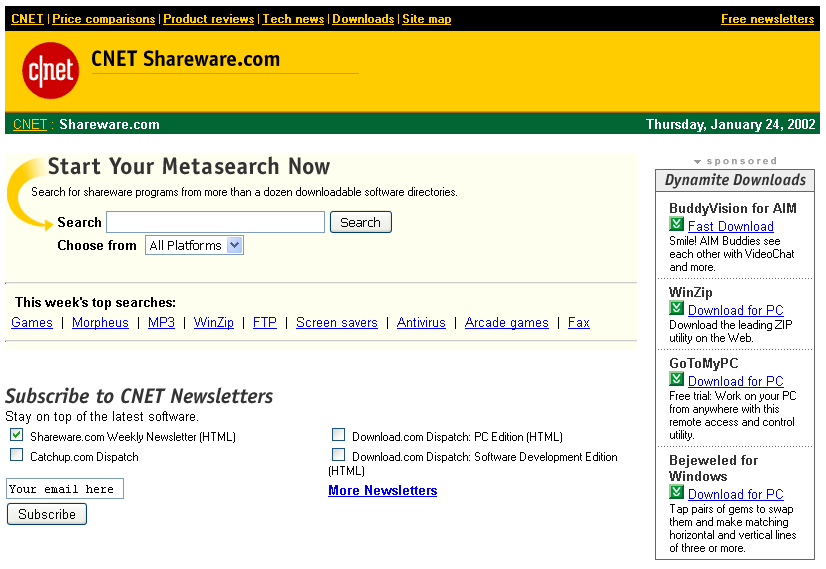 CNET | Price comparisons | Product reviews | Tech news | Downloads | Site map
Free newsletters
c|net
CNET Shareware.com
CNET : Shareware.com
Thursday, January 24, 2002
Start Your Metasearch Now
Search for shareware programs from more than a dozen downloadable software directories.
Search
Search
Choose from
All Platforms
This week's top searches:
Games | Morpheus | MP3 | WinZip | FTP | Screen savers | Antivirus | Arcade games | Fax
Subscribe to CNET Newsletters
Stay on top of the latest software.
Shareware.com Weekly Newsletter (HTML)
Download.com Dispatch: PC Edition (HTML)
Catchup.com Dispatch
Download.com Dispatch: Software Development Edition
(HTML)
Your email here
More Newsletters
Subscribe
sponsored
Dynamite Downloads
BuddyVision for AIM
Fast Download
Smile! AIM Buddies see
each other with VideoChat
and more.
WinZip
Download for PC
Download the leading ZIP
utility on the Web.
GoToMyPC
Download for PC
Free trial: Work on your PC
from anywhere with this
remote access and control
utility.
Bejeweled for
Windows
Download for PC
Tap pairs of gems to swap
them and make matching
horizontal and vertical lines
of three or more.